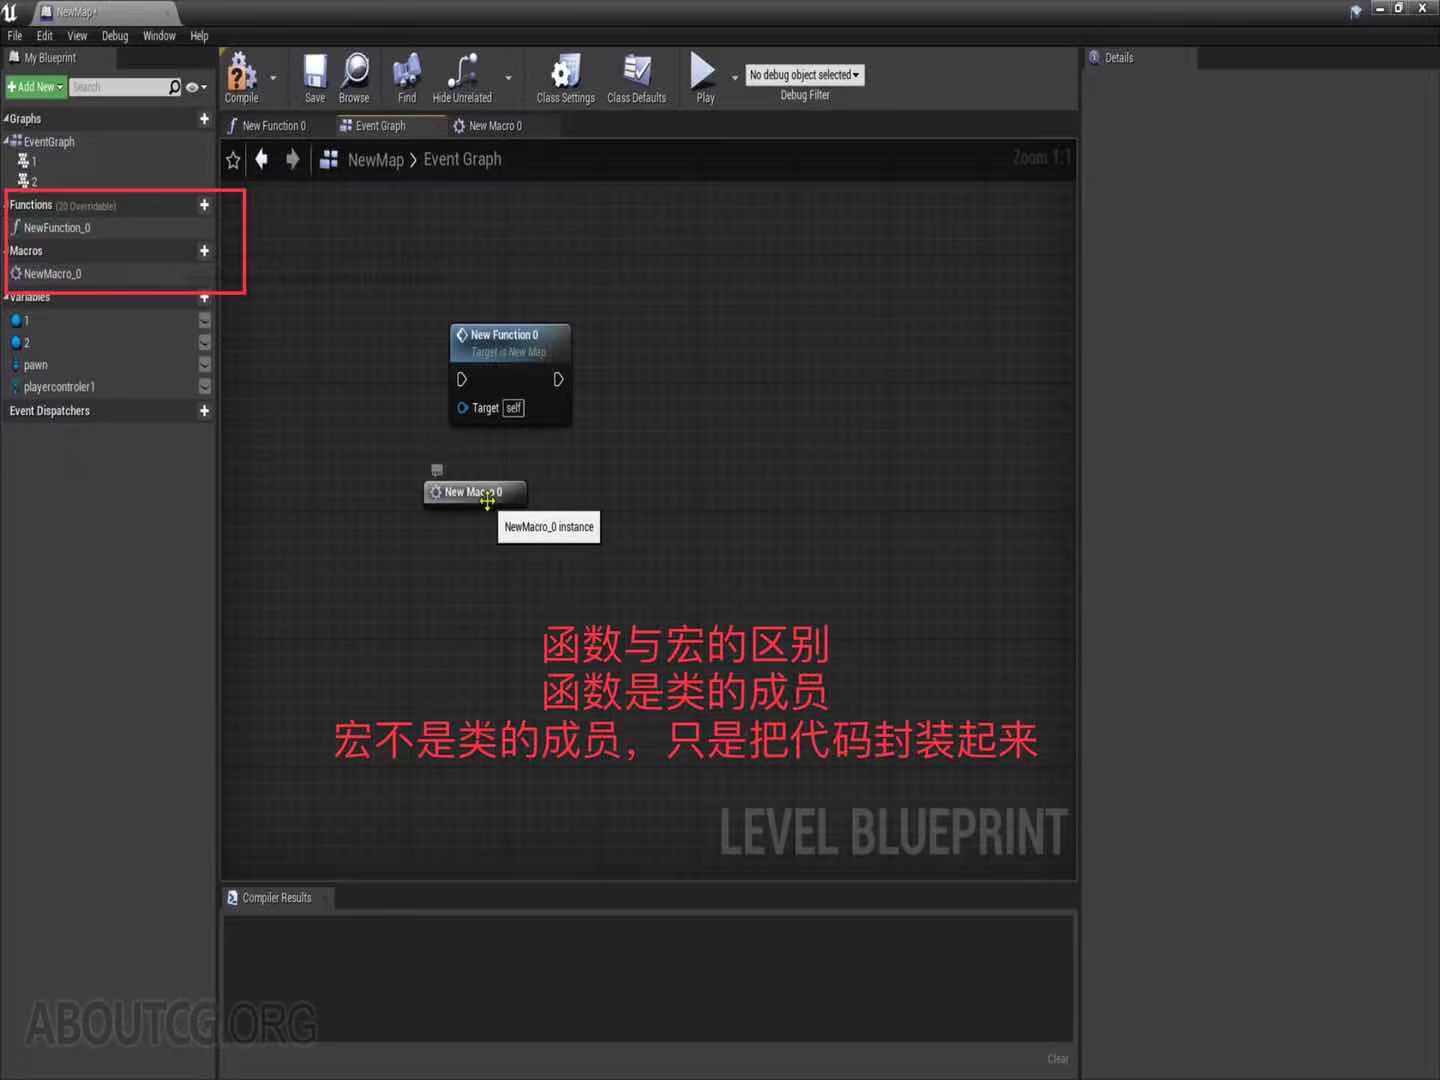 NewMap*
File Edit View Debug Window Help
My Blueprint
Details
Add New
Search
Compile
Save
Browse
Find
Hide Unrelated
Class Settings
Class Defaults
Play
No debug object selected
Debug Filter
Graphs
New Function 0
Event Graph
New Macro 0
EventGraph
1
2
NewMap > Event Graph
Zoom 1:1
Functions (20 Overridable)
NewFunction_0
Macros
NewMacro_0
Variables
1
2
pawn
playercontroler1
Event Dispatchers
New Function 0
Target is New Map
Target self
New Macro 0
NewMacro_0 instance
函数与宏的区别
函数是类的成员
宏不是类的成员，只是把代码封装起来
LEVEL BLUEPRINT
Compiler Results
ABOUTCG.ORG
Clear